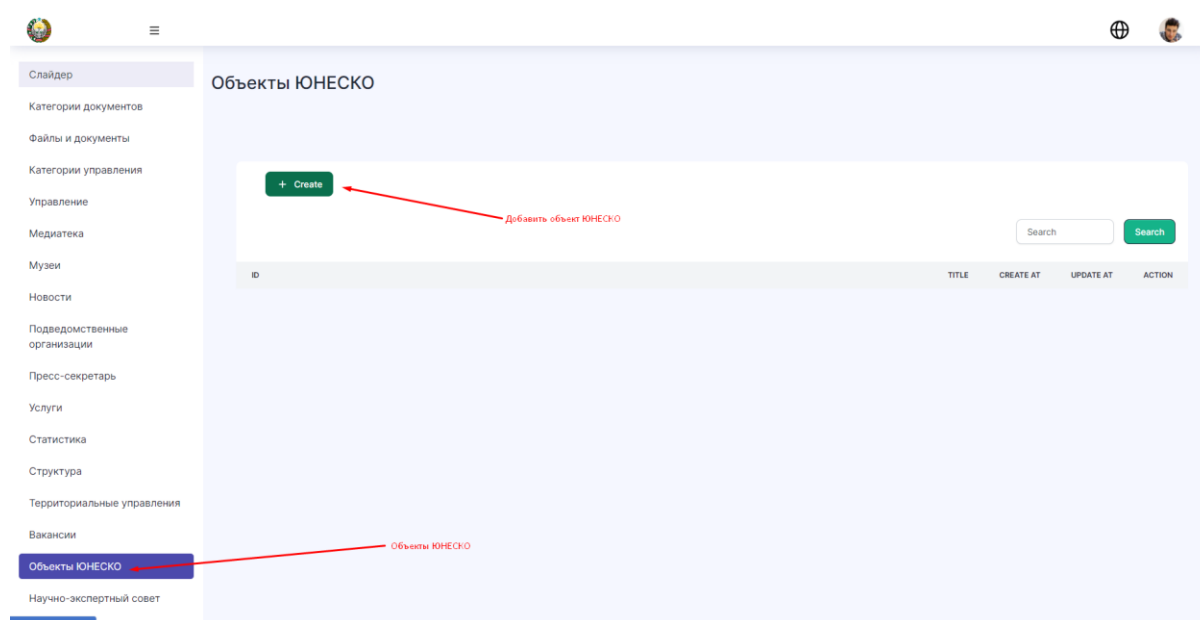 Слайдер
Категории документов
Файлы и документы
Категории управления
Управление
Медиатека
Музеи
Новости
Подведомственные
организации
Пресс-секретарь
Услуги
Статистика
Структура
Территориальные управления
Вакансии
Объекты ЮНЕСКО
Научно-экспертный совет
Объекты ЮНЕСКО
+ Create
Добавить объект ЮНЕСКО
Search Search
ID TITLE CREATE AT UPDATE AT ACTION
Объекты ЮНЕСКО